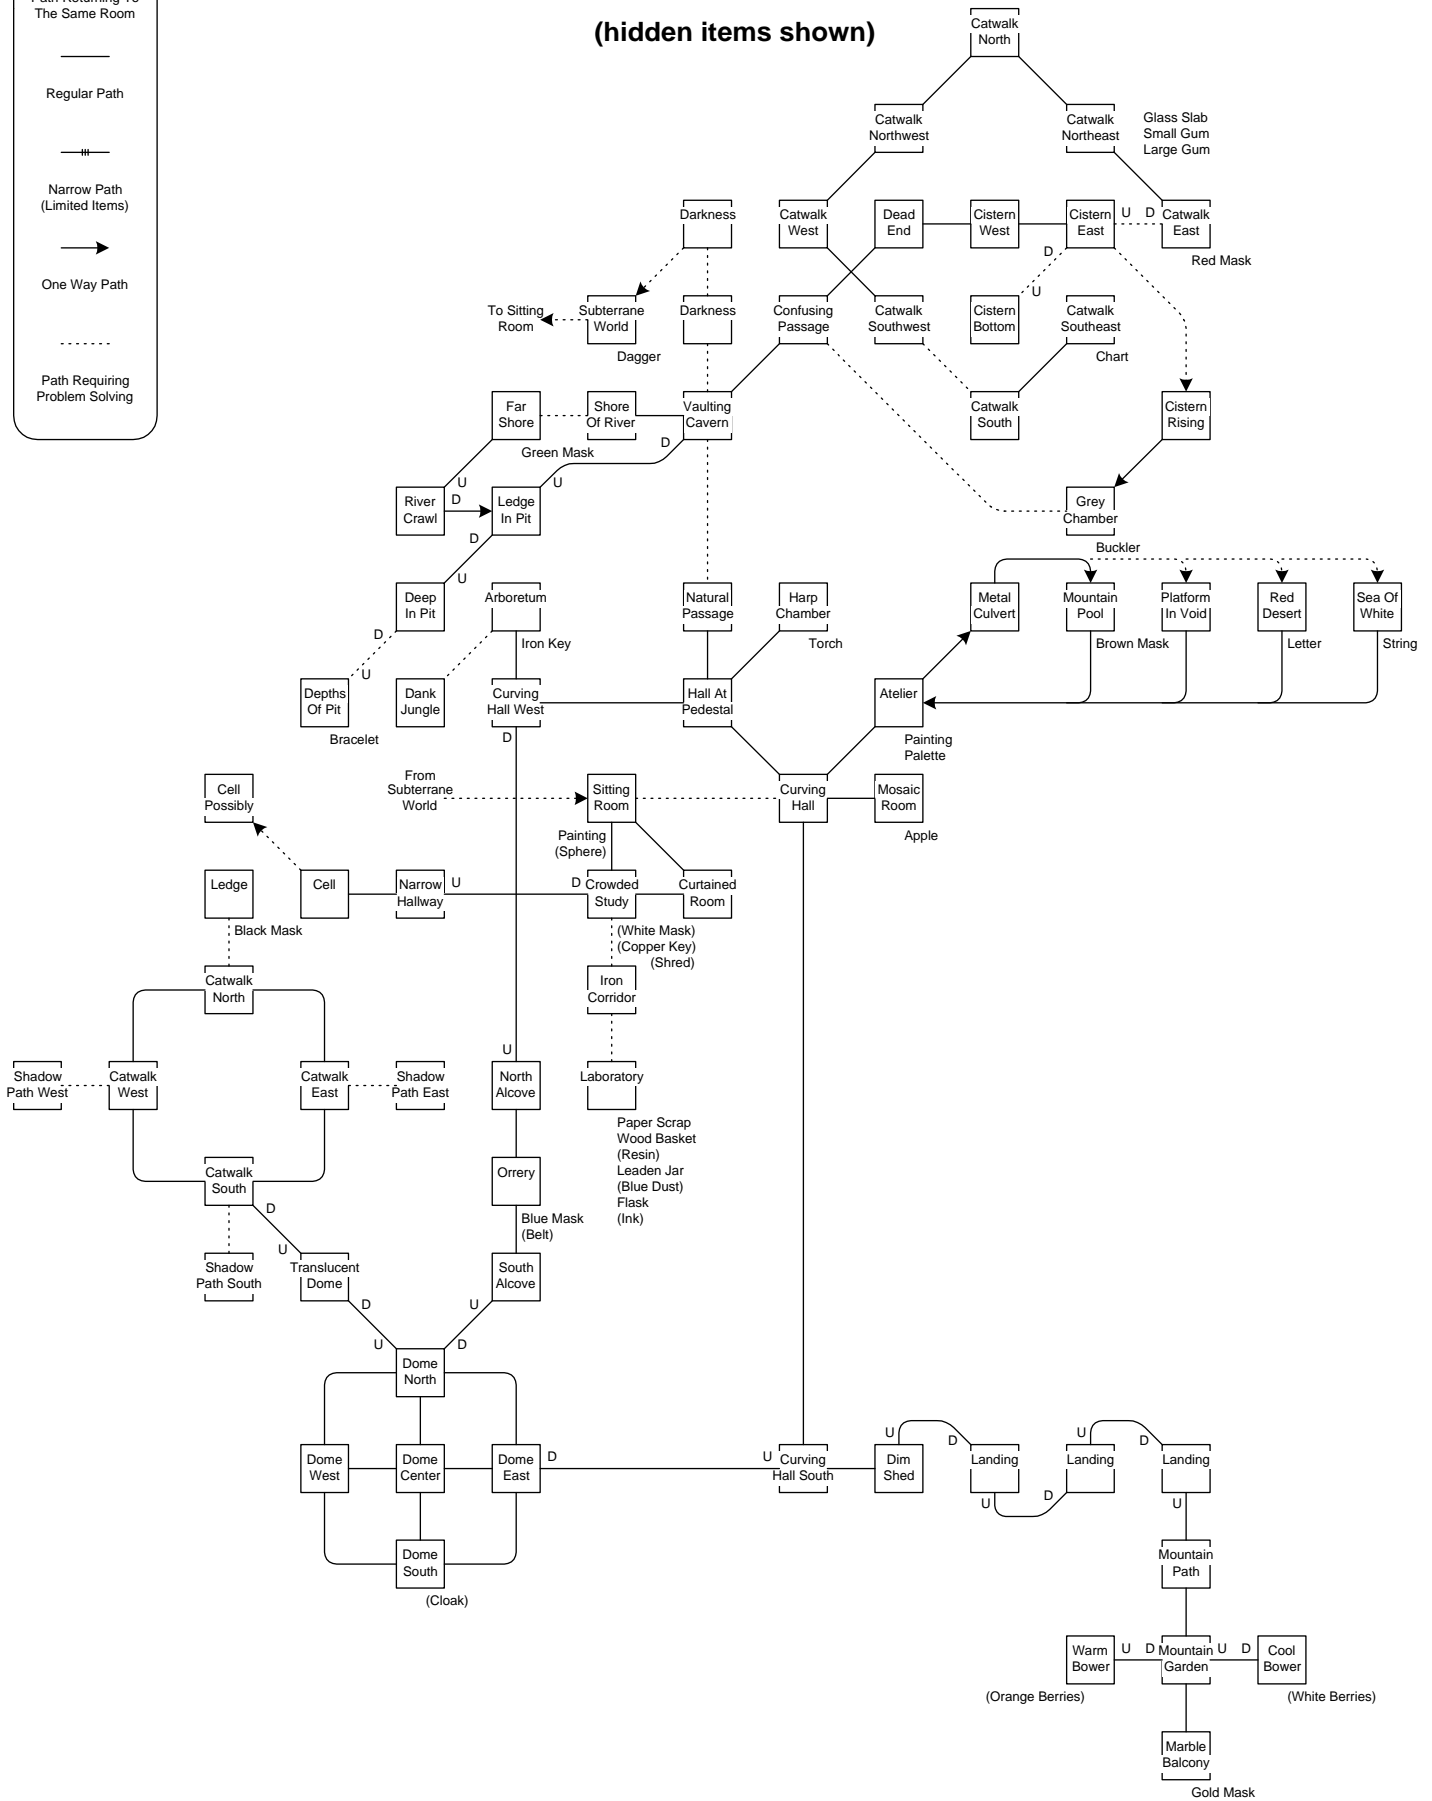 Path Returning To
The Same Room
Regular Path
Narrow Path
(Limited Items)
One Way Path
Path Requiring
Problem Solving
(hidden items shown)
Catwalk
North
Catwalk
Northwest
Catwalk
Northeast
Glass Slab
Small Gum
Large Gum
Darkness
Catwalk
West
Dead
End
Cistern
West
Cistern
East
U
D
Catwalk
East
Red Mask
D
U
To Sitting
Room
Subterrane
World
Dagger
Darkness
Confusing
Passage
Catwalk
Southwest
Cistern
Bottom
Catwalk
Southeast
Chart
Far
Shore
Shore
Of River
Green Mask
Vaulting
Cavern
D
U
Catwalk
South
Cistern
Rising
U
River
Crawl
D
Ledge
In Pit
D
U
Grey
Chamber
Buckler
Deep
In Pit
D
U
Arboretum
Iron Key
Natural
Passage
Harp
Chamber
Torch
Metal
Culvert
Mountain
Pool
Brown Mask
Platform
In Void
Red
Desert
Letter
Sea Of
White
String
Depths
Of Pit
Bracelet
Dank
Jungle
Curving
Hall West
D
Hall At
Pedestal
Atelier
Painting
Palette
Cell
Possibly
From
Subterrane
World
Sitting
Room
Painting
(Sphere)
Curving
Hall
Mosaic
Room
Apple
Ledge
Black Mask
Cell
Narrow
Hallway
U
D
Crowded
Study
(White Mask)
(Copper Key)
(Shred)
Curtained
Room
Catwalk
North
Iron
Corridor
Shadow
Path West
Catwalk
West
Catwalk
East
Shadow
Path East
U
North
Alcove
Laboratory
Paper Scrap
Wood Basket
(Resin)
Leaden Jar
(Blue Dust)
Flask
(Ink)
Catwalk
South
D
U
Orrery
Blue Mask
(Belt)
Shadow
Path South
Translucent
Dome
D
U
South
Alcove
U
D
Dome
North
Dome
West
Dome
Center
Dome
East
D
U
Curving
Hall South
Dim
Shed
U
D
Landing
U
D
Landing
U
D
Landing
U
Dome
South
(Cloak)
Mountain
Path
Warm
Bower
(Orange Berries)
U
D
Mountain
Garden
U
D
Cool
Bower
(White Berries)
Marble
Balcony
Gold Mask